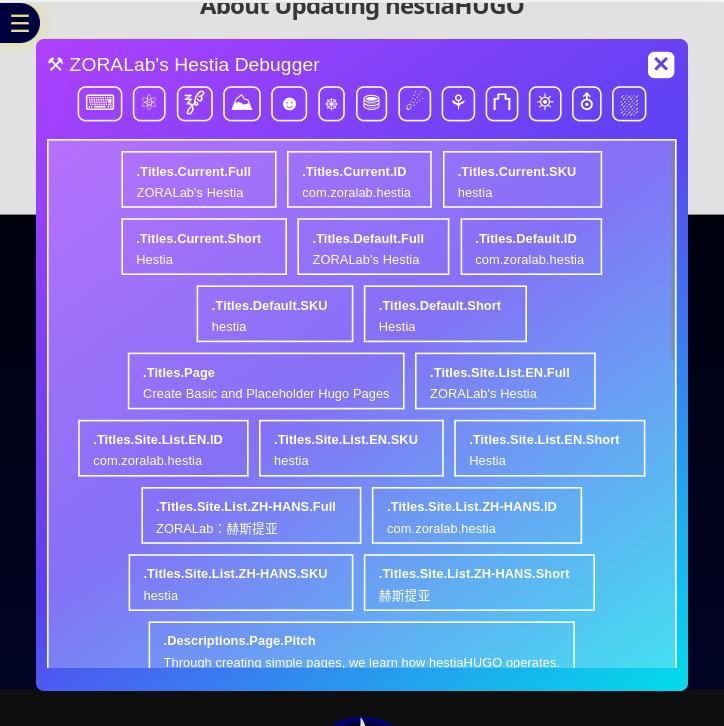 About Updating hestiaHUGO
☰
⚒ ZORALab's Hestia Debugger
.Titles.Current.Full
ZORALab's Hestia
.Titles.Current.ID
com.zoralab.hestia
.Titles.Current.SKU
hestia
.Titles.Current.Short
Hestia
.Titles.Default.Full
ZORALab's Hestia
.Titles.Default.ID
com.zoralab.hestia
.Titles.Default.SKU
hestia
.Titles.Default.Short
Hestia
.Titles.Page
Create Basic and Placeholder Hugo Pages
.Titles.Site.List.EN.Full
ZORALab's Hestia
.Titles.Site.List.EN.ID
com.zoralab.hestia
.Titles.Site.List.EN.SKU
hestia
.Titles.Site.List.EN.Short
Hestia
.Titles.Site.List.ZH-HANS.Full
ZORALab：赫斯提亚
.Titles.Site.List.ZH-HANS.ID
com.zoralab.hestia
.Titles.Site.List.ZH-HANS.SKU
hestia
.Titles.Site.List.ZH-HANS.Short
赫斯提亚
.Descriptions.Page.Pitch
Through creating simple pages, we learn how hestiaHUGO operates.